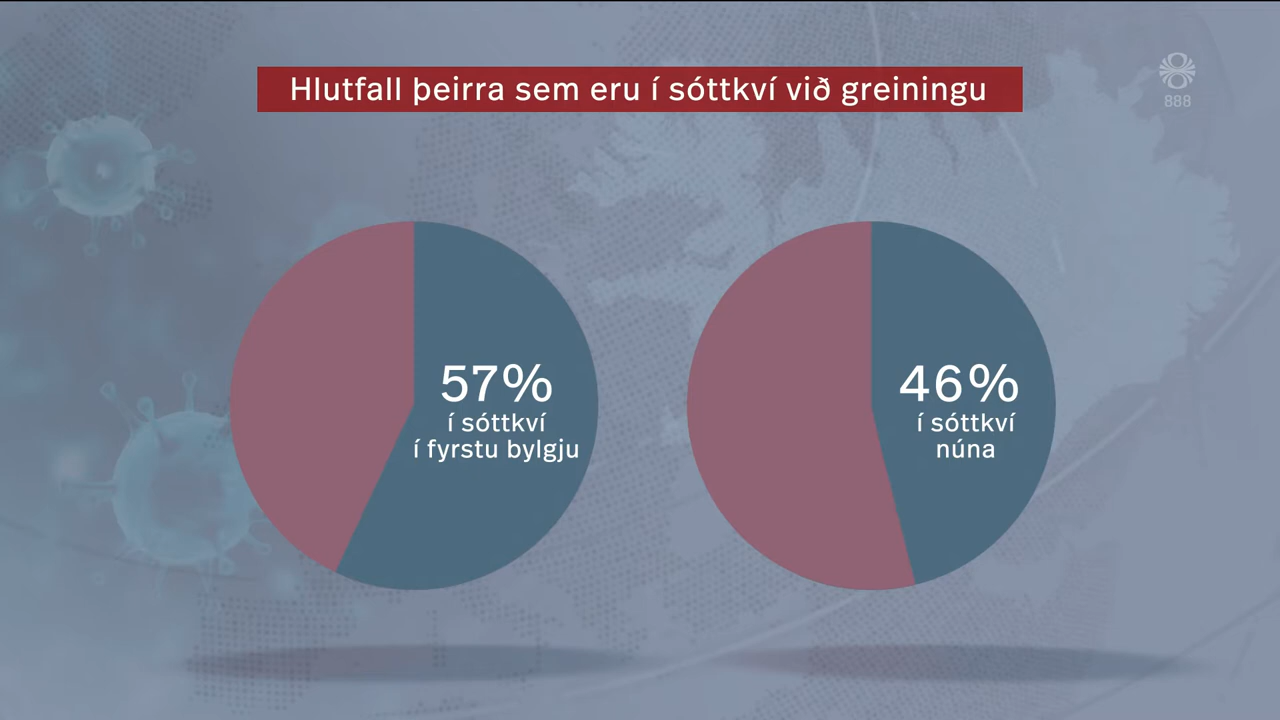 Hlutfall þeirra sem eru í sóttkví við greiningu
888
57%
í sóttkví
í fyrstu bylgju
46%
í sóttkví
núna